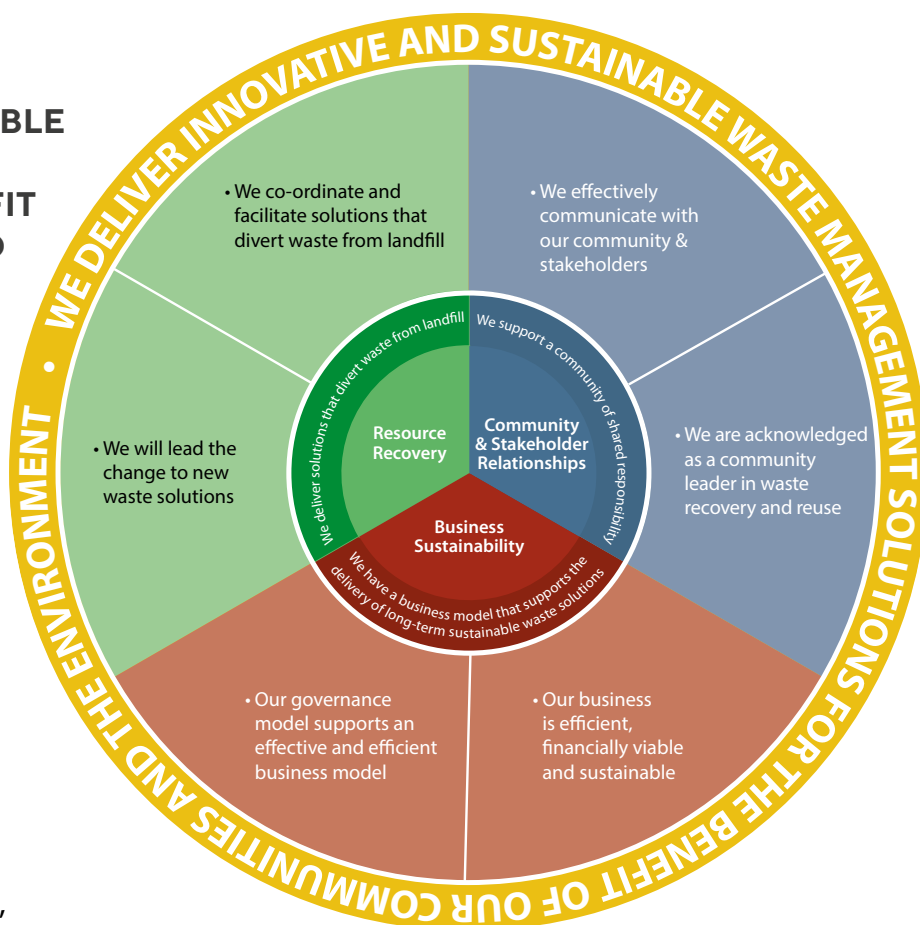 BLE
FIT
WE DELIVER INNOVATIVE AND SUSTAINABLE WASTE MANAGEMENT SOLUTIONS FOR THE BENEFIT OF OUR COMMUNITIES AND THE ENVIRONMENT •
• We co-ordinate and
facilitate solutions that
divert waste from landfill
• We effectively
communicate with
our community &
stakeholders
• We will lead the
change to new
waste solutions
• We are acknowledged
as a community
leader in waste
recovery and reuse
We deliver solutions that divert waste from landfill
We support a community of shared responsibility
We have a business model that supports the
delivery of long-term sustainable waste solutions
Resource
Recovery
Community
& Stakeholder
Relationships
Business
Sustainability
• Our governance
model supports an
effective and efficient
business model
• Our business
is efficient,
financially viable
and sustainable